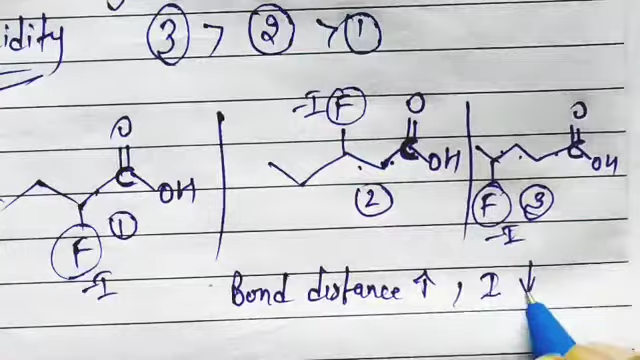 idity ③ > ② > ①
-I F O O
O C OH C OH C OH
F ① ② F ③
-I -I
Bond distance ↑, I ↓